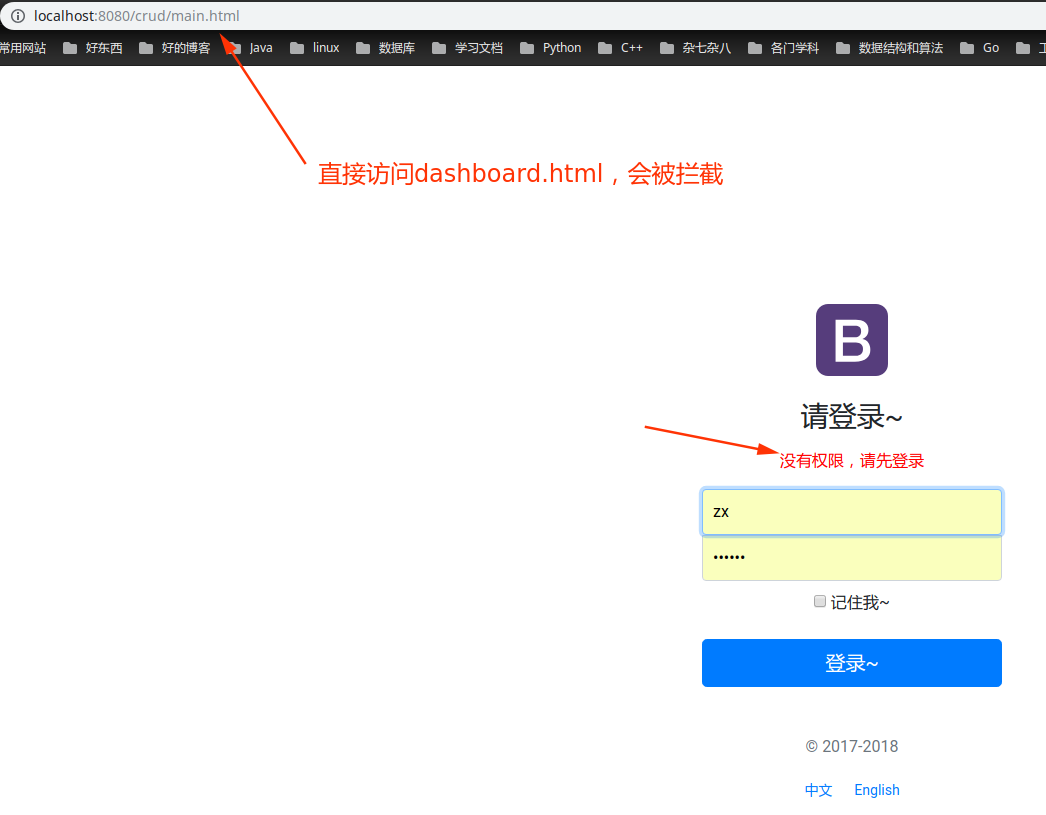 localhost:8080/crud/main.html
常用网站 好东西 好的博客 Java linux 数据库 学习文档 Python C++ 杂七杂八 各门学科 数据结构和算法 Go
直接访问dashboard.html，会被拦截
B
请登录~
没有权限，请先登录
zx
••••••
记住我~
登录~
© 2017-2018
中文 English